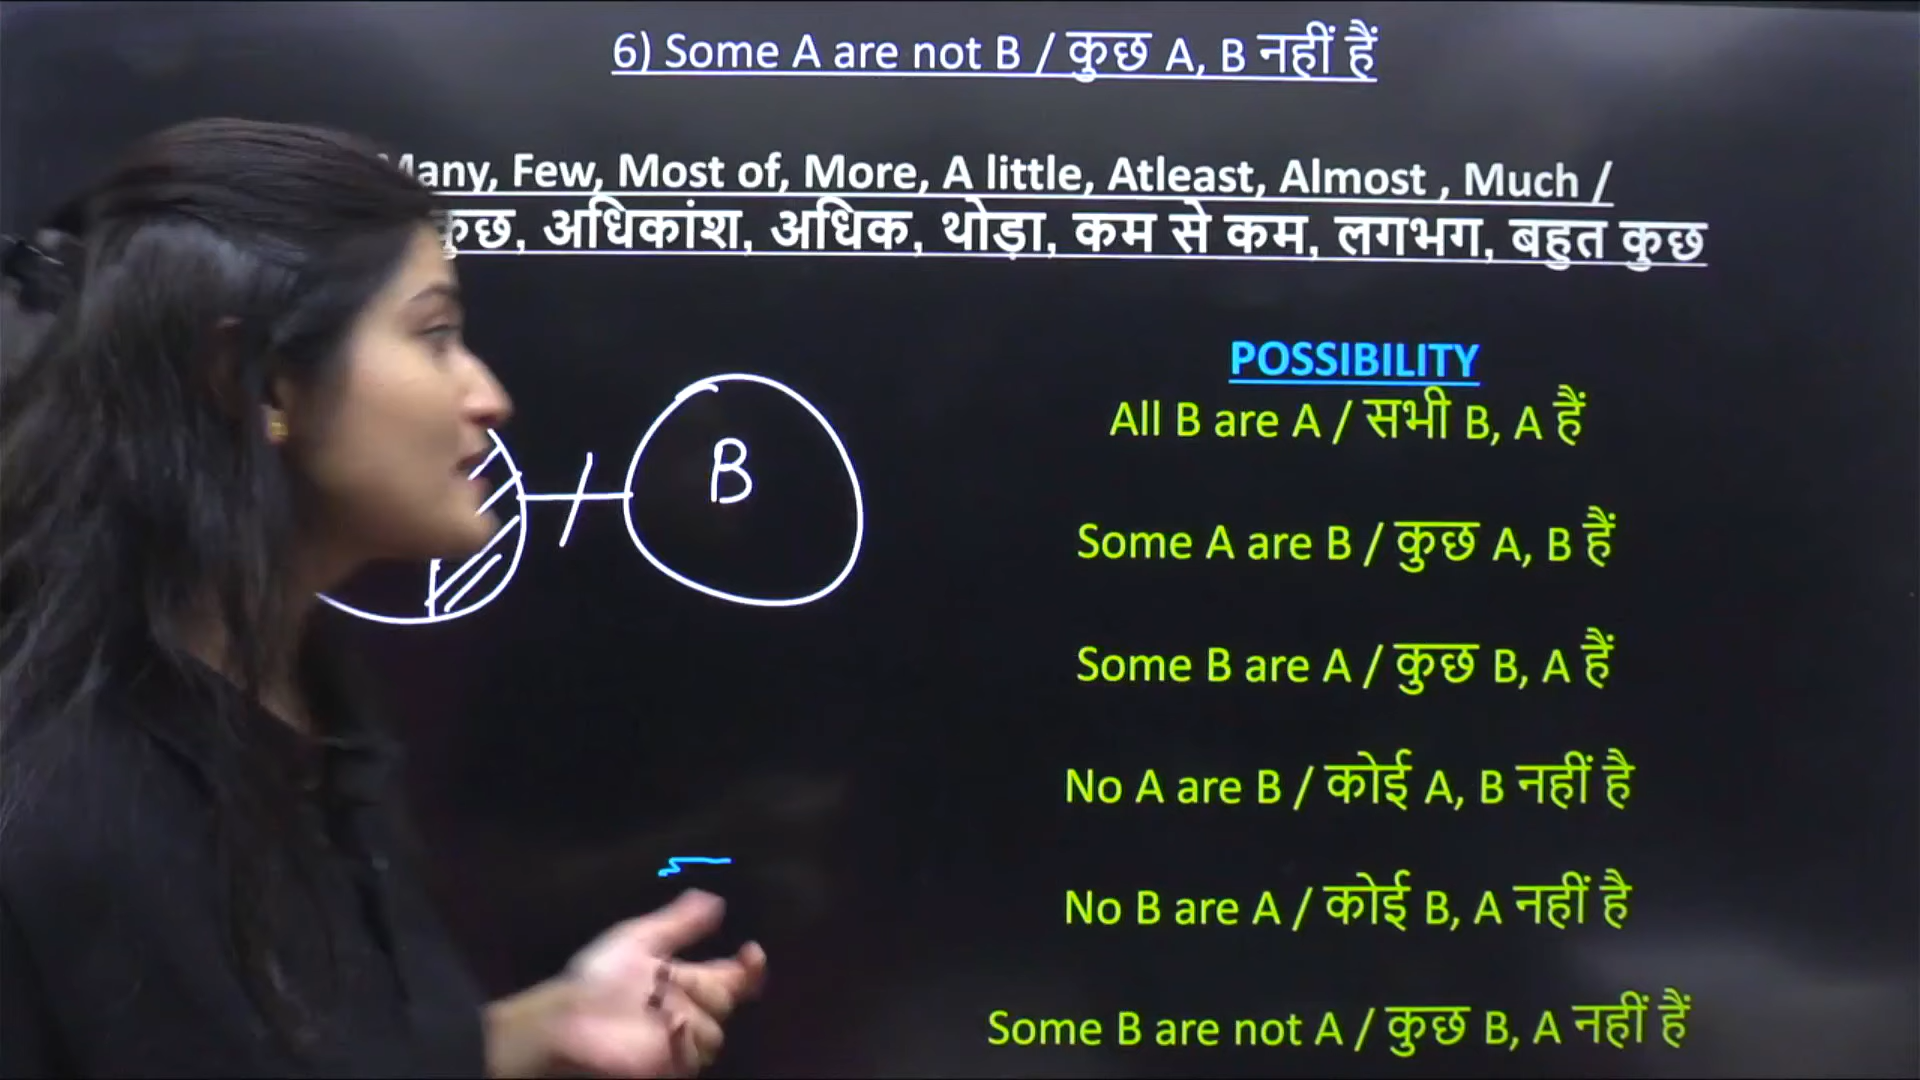 6) Some A are not B / कुछ A, B नहीं हैं
Many, Few, Most of, More, A little, Atleast, Almost , Much /
कुछ, अधिकांश, अधिक, थोड़ा, कम से कम, लगभग, बहुत कुछ
POSSIBILITY
All B are A / सभी B, A हैं
B
Some A are B / कुछ A, B हैं
Some B are A / कुछ B, A हैं
No A are B / कोई A, B नहीं है
No B are A / कोई B, A नहीं है
Some B are not A / कुछ B, A नहीं हैं